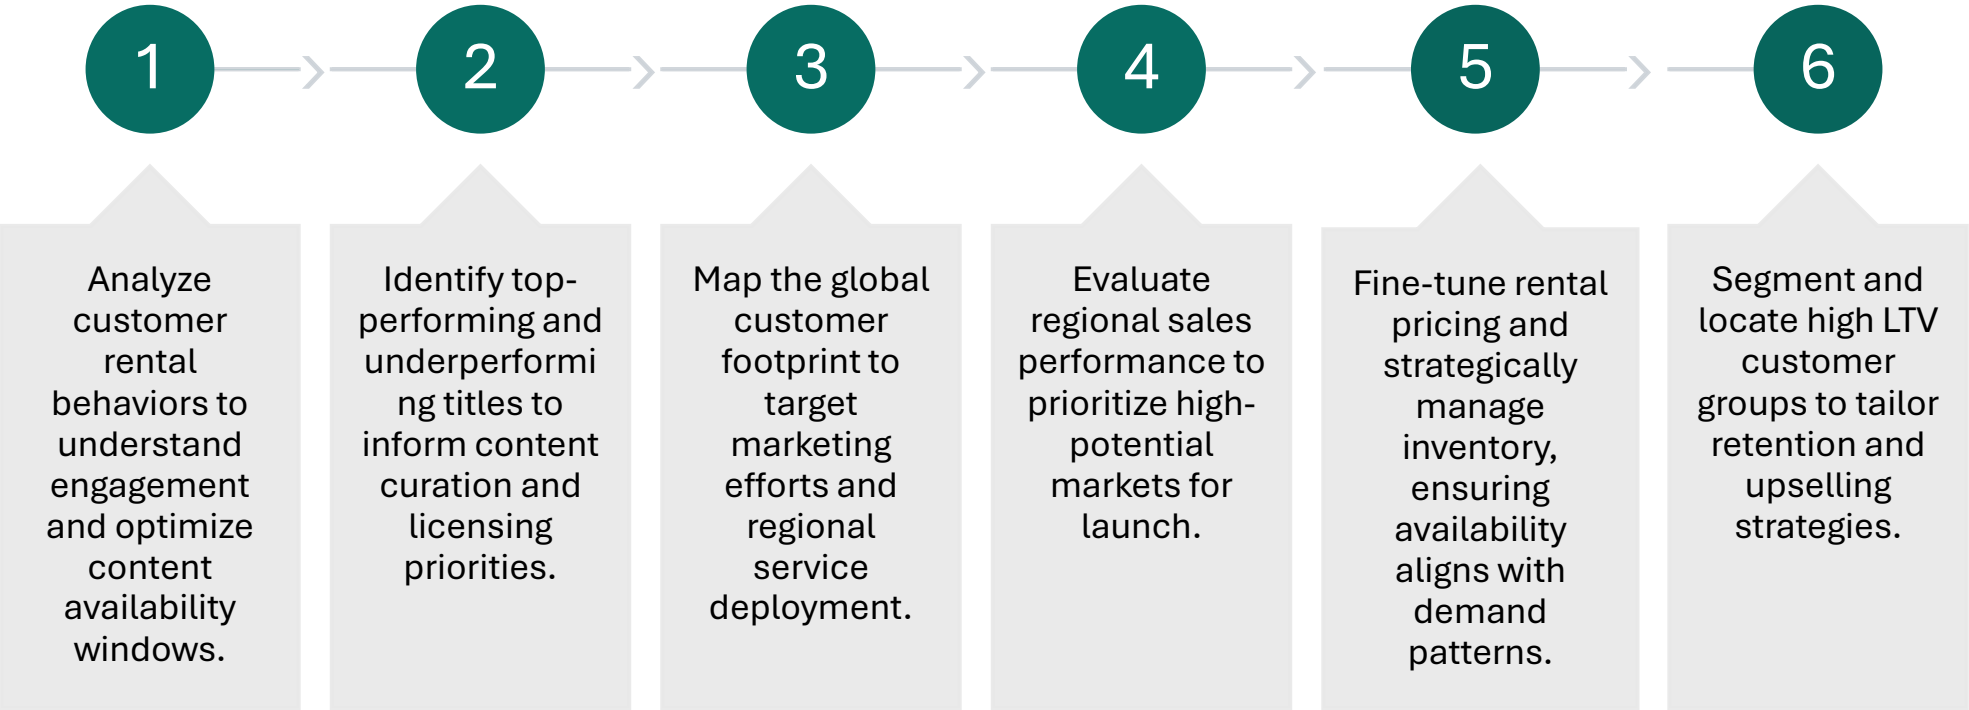 1
2
3
4
5
6
Analyze
customer
rental
behaviors to
understand
engagement
and optimize
content
availability
windows.
Identify top-
performing and
underperformi
ng titles to
inform content
curation and
licensing
priorities.
Map the global
customer
footprint to
target
marketing
efforts and
regional
service
deployment.
Evaluate
regional sales
performance to
prioritize high-
potential
markets for
launch.
Fine-tune rental
pricing and
strategically
manage
inventory,
ensuring
availability
aligns with
demand
patterns.
Segment and
locate high LTV
customer
groups to tailor
retention and
upselling
strategies.